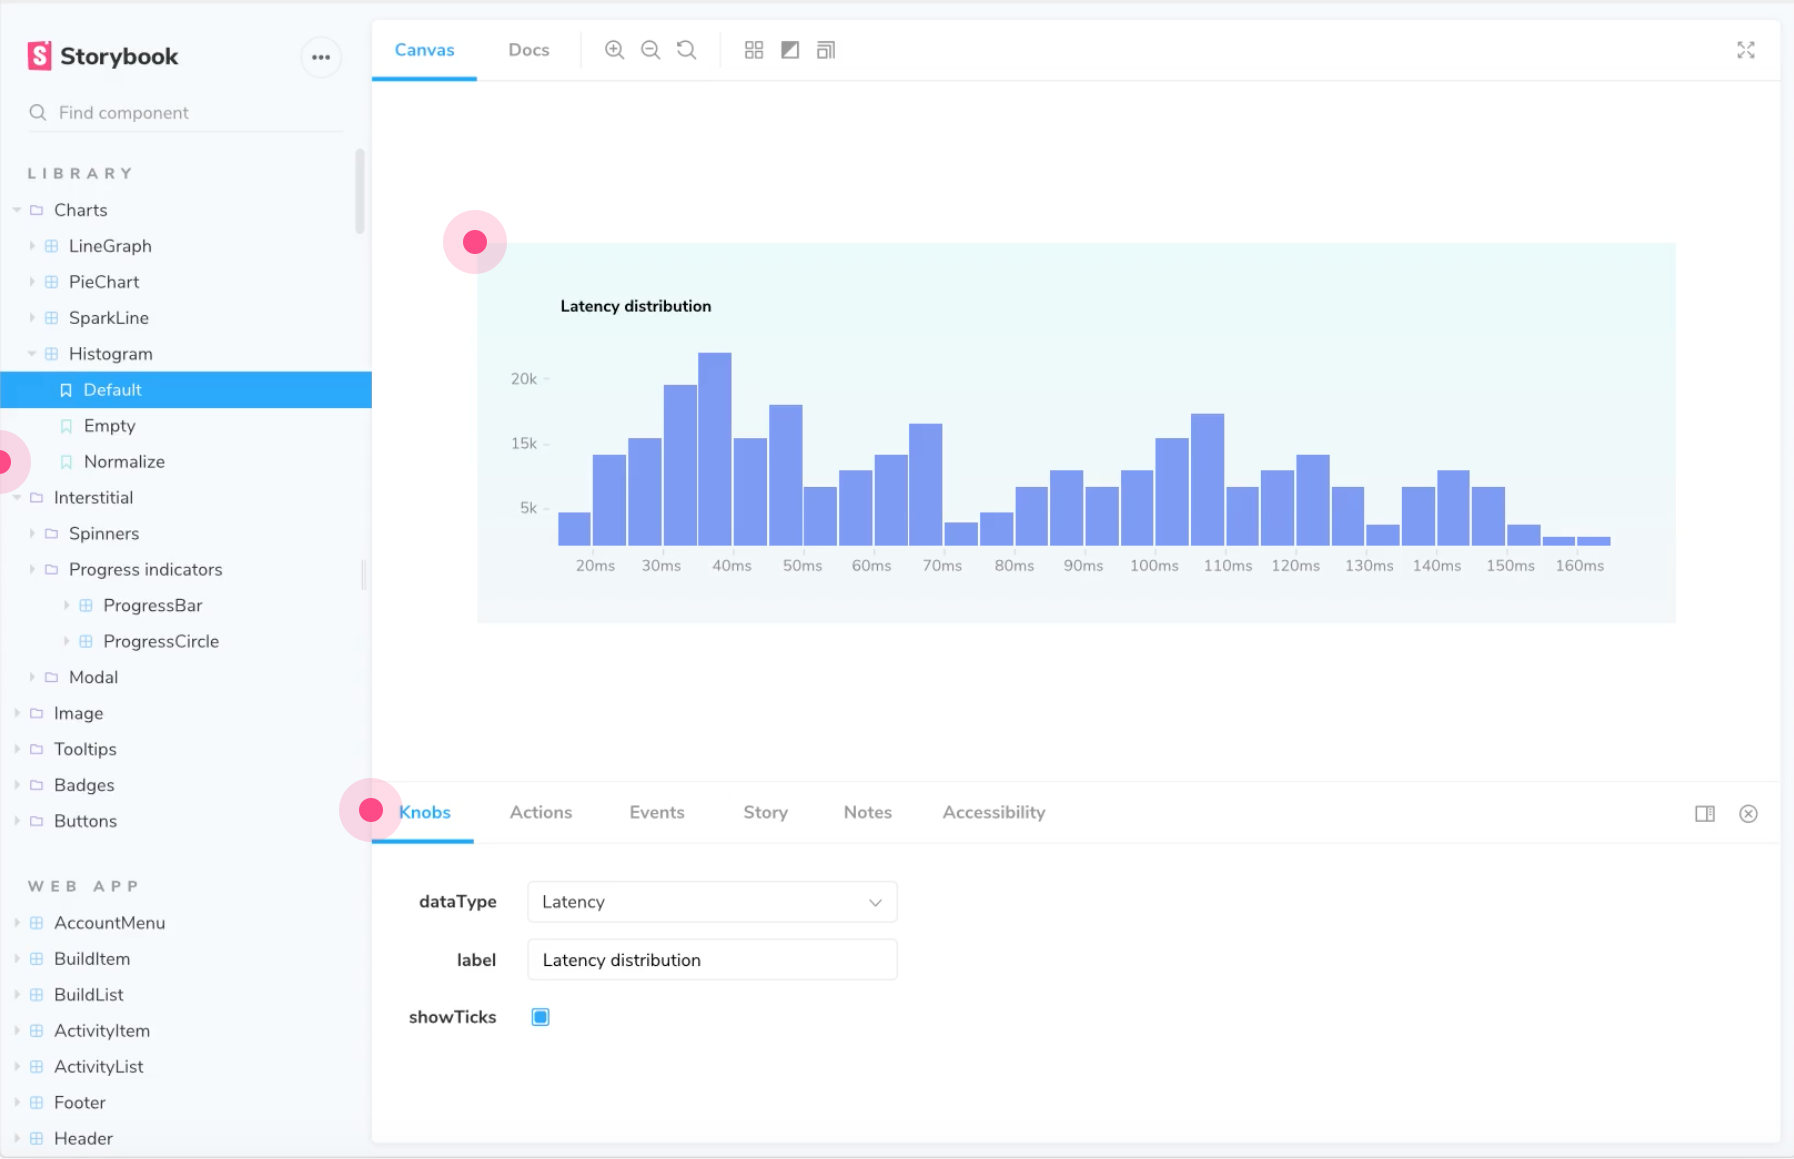 Storybook
Find component
LIBRARY
Charts
LineGraph
PieChart
SparkLine
Histogram
Default
Empty
Normalize
Interstitial
Spinners
Progress indicators
ProgressBar
ProgressCircle
Modal
Image
Tooltips
Badges
Buttons
WEB APP
AccountMenu
BuildItem
BuildList
ActivityItem
ActivityList
Footer
Header
Canvas Docs
Latency distribution
20k
15k
5k
20ms 30ms 40ms 50ms 60ms 70ms 80ms 90ms 100ms 110ms 120ms 130ms 140ms 150ms 160ms
Knobs Actions Events Story Notes Accessibility
dataType Latency
label Latency distribution
showTicks